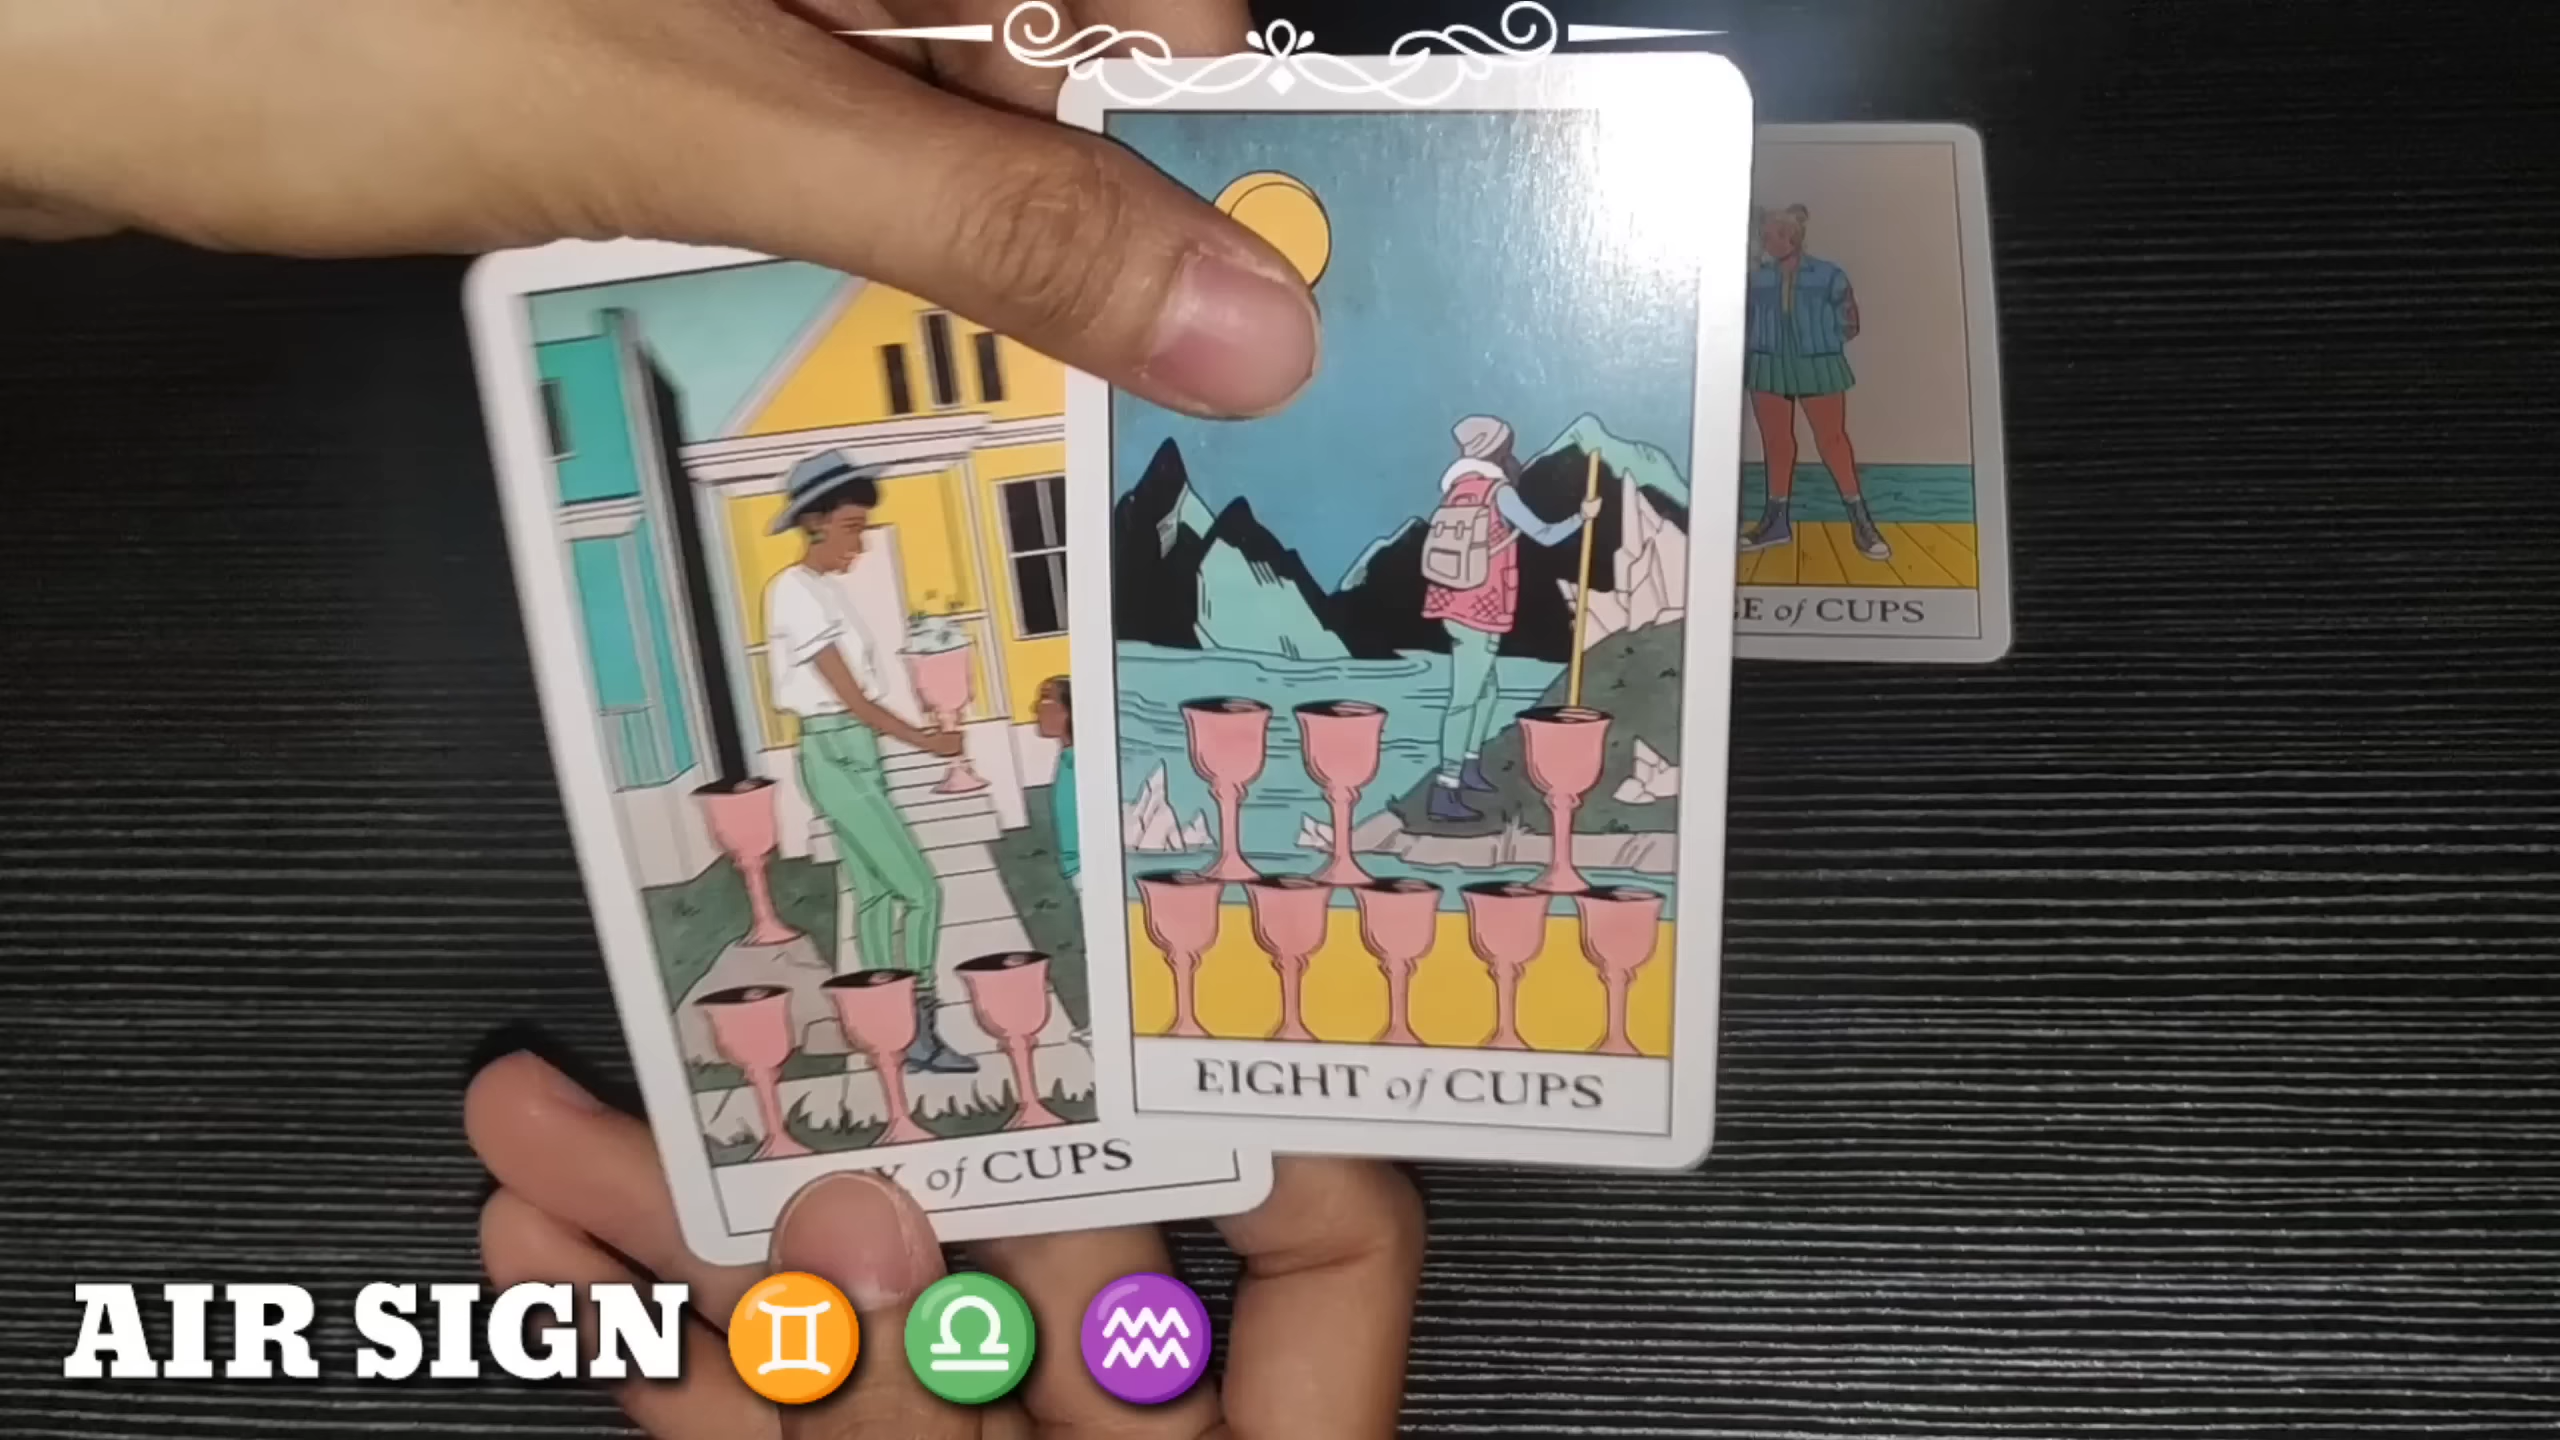 E of CUPS
EIGHT of CUPS
X of CUPS
AIR SIGN ♊ ♎ ♒